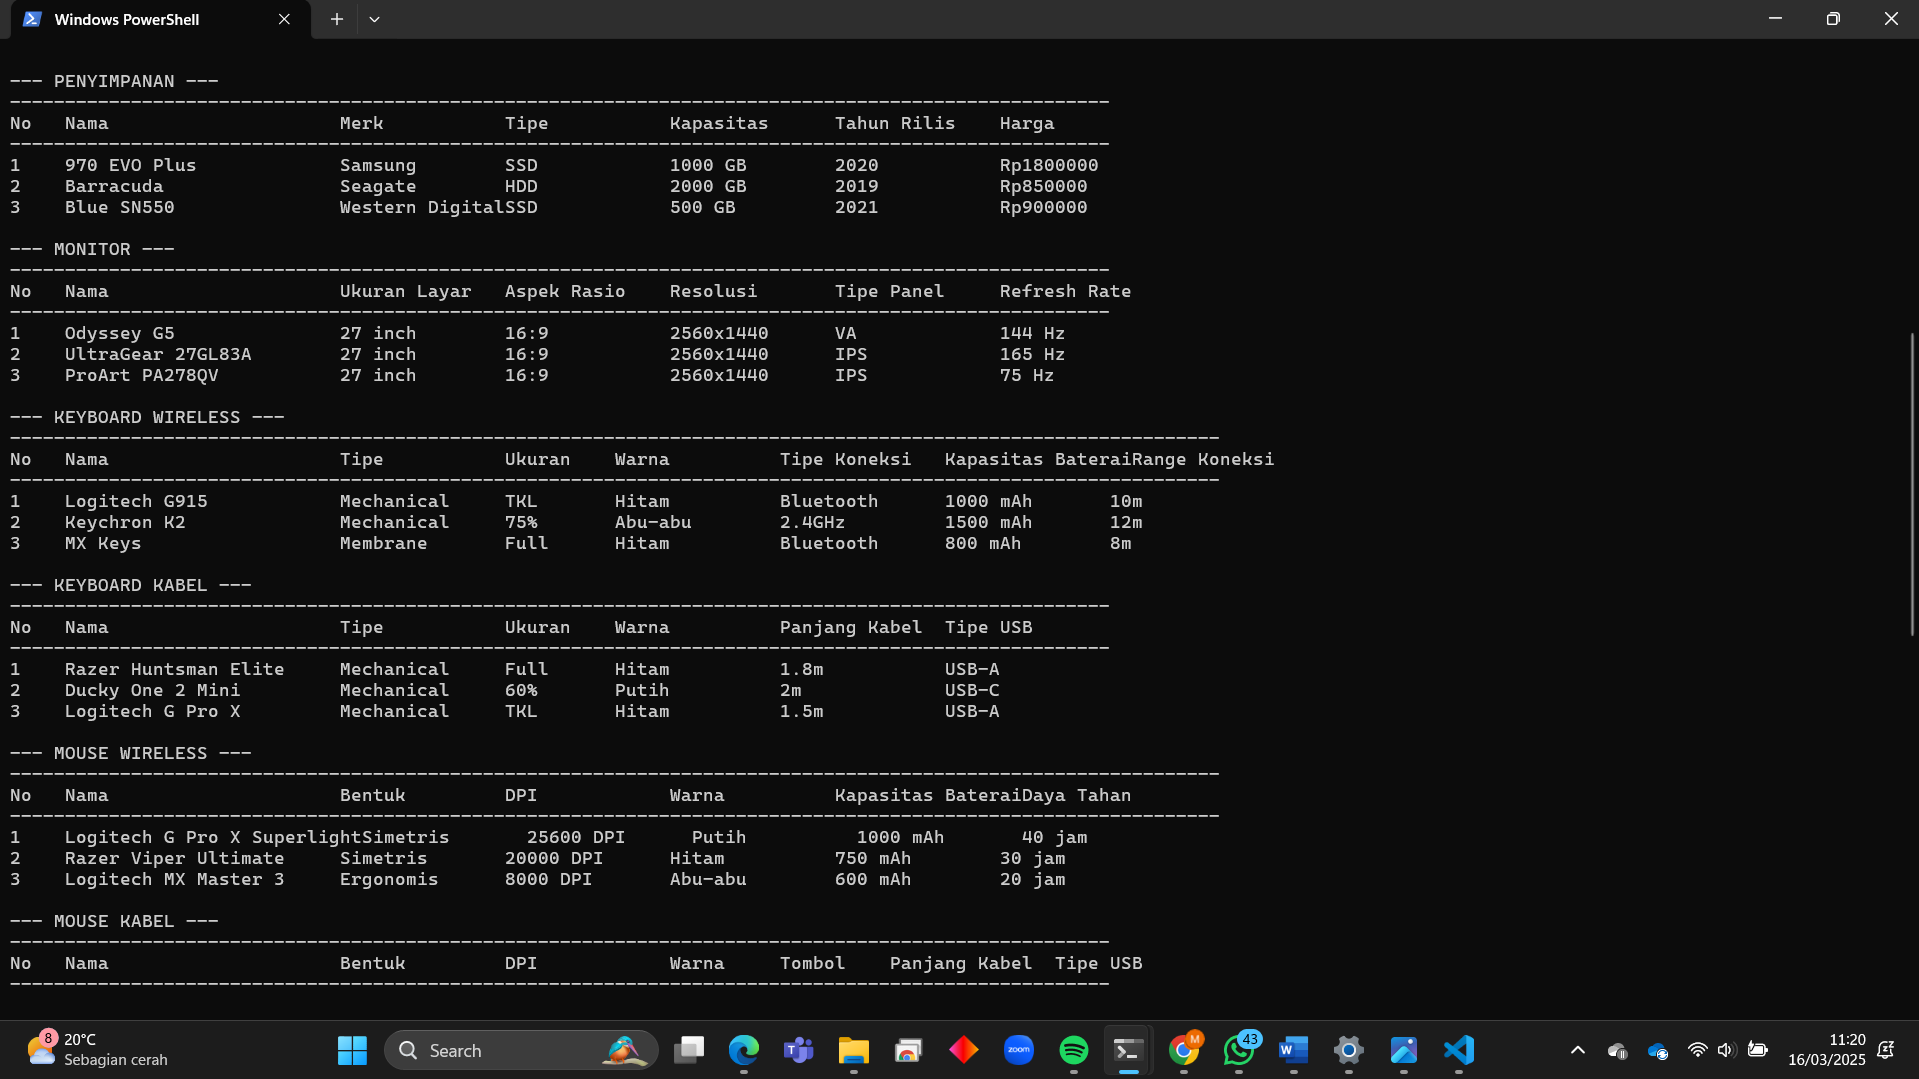 Windows PowerShell
--- PENYIMPANAN ---
----------------------------------------------------------------------------------------------------
No   Nama                     Merk           Tipe           Kapasitas      Tahun Rilis    Harga
----------------------------------------------------------------------------------------------------
1    970 EVO Plus             Samsung        SSD            1000 GB        2020           Rp1800000
2    Barracuda                Seagate        HDD            2000 GB        2019           Rp850000
3    Blue SN550               Western DigitalSSD            500 GB         2021           Rp900000
--- MONITOR ---
----------------------------------------------------------------------------------------------------
No   Nama                     Ukuran Layar   Aspek Rasio    Resolusi       Tipe Panel     Refresh Rate
----------------------------------------------------------------------------------------------------
1    Odyssey G5               27 inch        16:9           2560x1440      VA             144 Hz
2    UltraGear 27GL83A        27 inch        16:9           2560x1440      IPS            165 Hz
3    ProArt PA278QV           27 inch        16:9           2560x1440      IPS            75 Hz
--- KEYBOARD WIRELESS ---
--------------------------------------------------------------------------------------------------------------
No   Nama                     Tipe           Ukuran    Warna          Tipe Koneksi   Kapasitas BateraiRange Koneksi
--------------------------------------------------------------------------------------------------------------
1    Logitech G915            Mechanical     TKL       Hitam          Bluetooth      1000 mAh       10m
2    Keychron K2              Mechanical     75%       Abu-abu        2.4GHz         1500 mAh       12m
3    MX Keys                  Membrane       Full      Hitam          Bluetooth      800 mAh        8m
--- KEYBOARD KABEL ---
----------------------------------------------------------------------------------------------------
No   Nama                     Tipe           Ukuran    Warna          Panjang Kabel  Tipe USB
----------------------------------------------------------------------------------------------------
1    Razer Huntsman Elite     Mechanical     Full      Hitam          1.8m           USB-A
2    Ducky One 2 Mini         Mechanical     60%       Putih          2m             USB-C
3    Logitech G Pro X         Mechanical     TKL       Hitam          1.5m           USB-A
--- MOUSE WIRELESS ---
--------------------------------------------------------------------------------------------------------------
No   Nama                     Bentuk         DPI            Warna          Kapasitas BateraiDaya Tahan
--------------------------------------------------------------------------------------------------------------
1    Logitech G Pro X SuperlightSimetris       25600 DPI      Putih          1000 mAh       40 jam
2    Razer Viper Ultimate     Simetris       20000 DPI      Hitam          750 mAh        30 jam
3    Logitech MX Master 3     Ergonomis      8000 DPI       Abu-abu        600 mAh        20 jam
--- MOUSE KABEL ---
----------------------------------------------------------------------------------------------------
No   Nama                     Bentuk         DPI            Warna     Tombol    Panjang Kabel  Tipe USB
----------------------------------------------------------------------------------------------------
8
20°C
Sebagian cerah
Search
T
zoom
M
43
W
11:20
16/03/2025